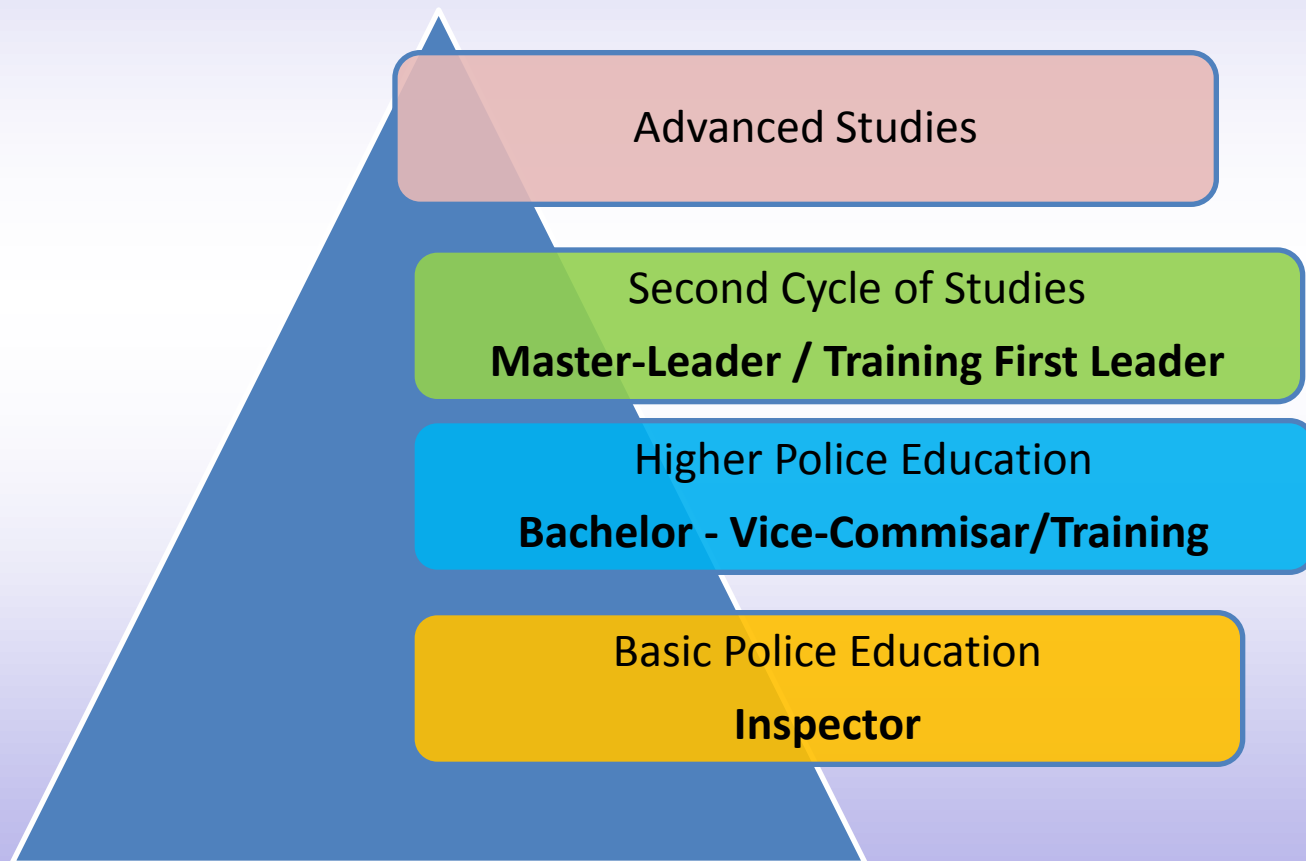 Advanced Studies
Second Cycle of Studies
Master-Leader / Training First Leader
Higher Police Education
Bachelor - Vice-Commisar/Training
Basic Police Education
Inspector